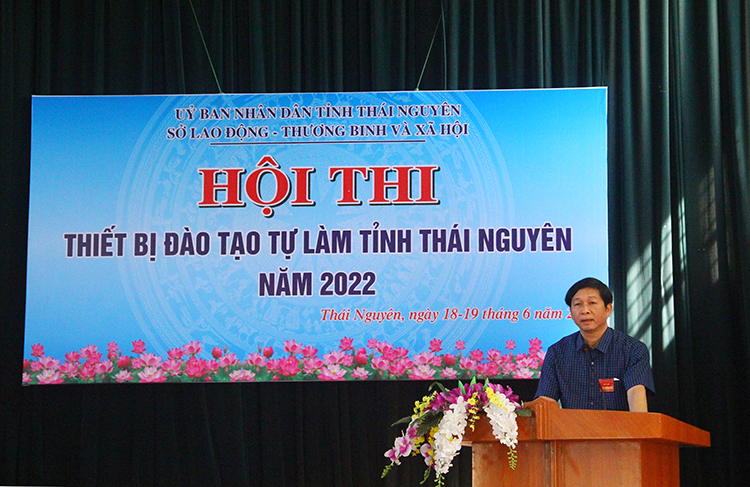 UỶ BAN NHÂN DÂN TỈNH THÁI NGUYÊN
SỞ LAO ĐỘNG - THƯƠNG BINH VÀ XÃ HỘI
HỘI THI
THIẾT BỊ ĐÀO TẠO TỰ LÀM TỈNH THÁI NGUYÊN
NĂM 2022
Thái Nguyên, ngày 18-19 tháng 6 năm